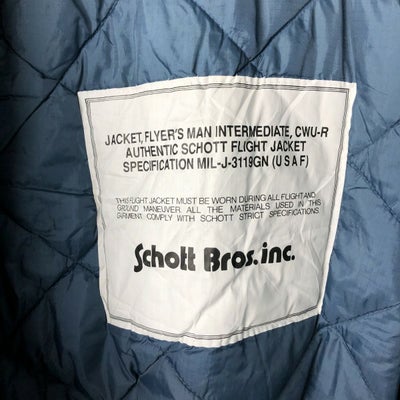 JACKET, FLYER'S MAN INTERMEDIATE, CWU-R
AUTHENTIC SCHOTT FLIGHT JACKET
SPECIFICATION MIL-J-3119GN (USAF)
THIS FLIGHT JACKET MUST BE WORN DURING ALL FLIGHT AND
GROUND MANEUVER. ALL THE MATERIALS USED IN THIS
GARMENT COMPLY WITH SCHOTT STRICT SPECIFICATIONS.
Schott Bros. inc.